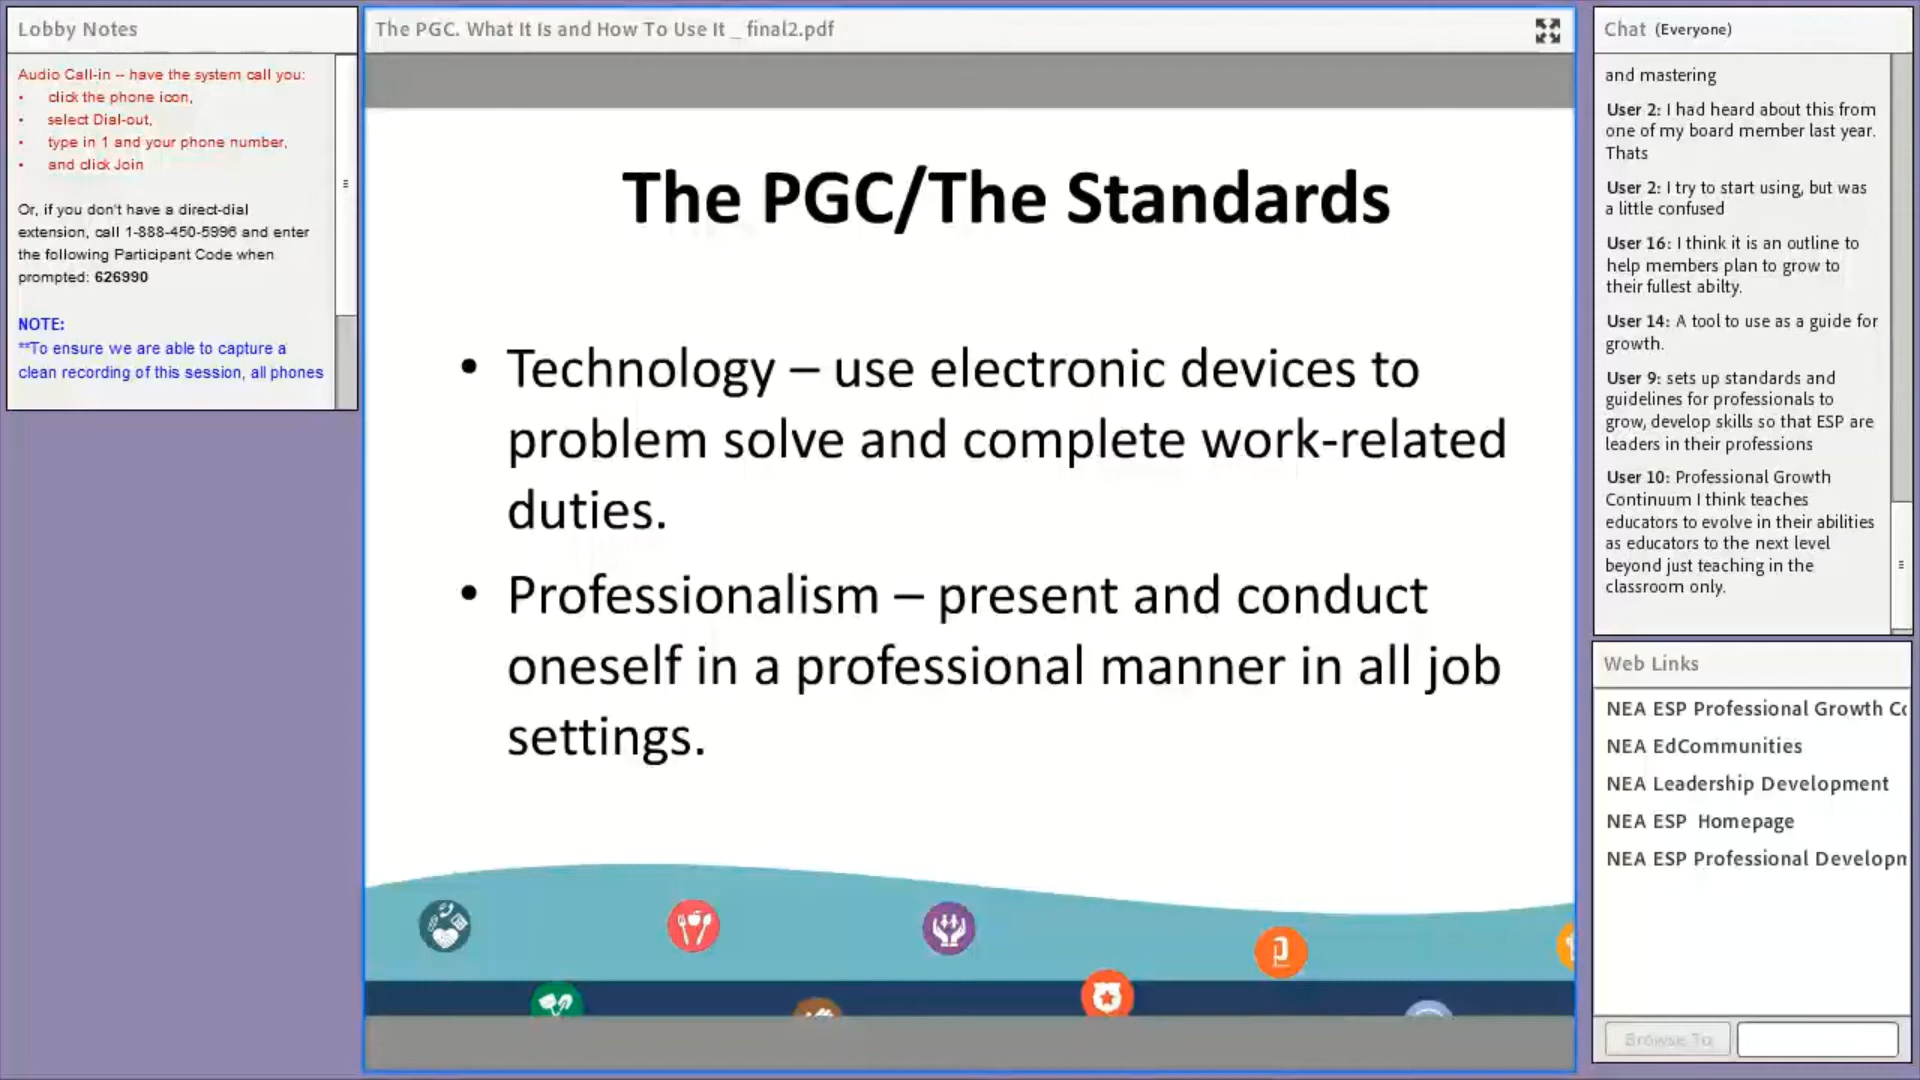 Lobby Notes
Audio Call-in -- have the system call you:
• click the phone icon,
• select Dial-out,
• type in 1 and your phone number,
• and click Join
Or, if you don't have a direct-dial
extension, call 1-888-450-5996 and enter
the following Participant Code when
prompted: 626990
NOTE:
**To ensure we are able to capture a
clean recording of this session, all phones
The PGC. What It Is and How To Use It _ final2.pdf
The PGC/The Standards
• Technology – use electronic devices to
problem solve and complete work-related
duties.
• Professionalism – present and conduct
oneself in a professional manner in all job
settings.
Chat (Everyone)
and mastering
User 2: I had heard about this from
one of my board member last year.
Thats
User 2: I try to start using, but was
a little confused
User 16: I think it is an outline to
help members plan to grow to
their fullest abilty.
User 14: A tool to use as a guide for
growth.
User 9: sets up standards and
guidelines for professionals to
grow, develop skills so that ESP are
leaders in their professions
User 10: Professional Growth
Continuum I think teaches
educators to evolve in their abilities
as educators to the next level
beyond just teaching in the
classroom only.
Web Links
NEA ESP Professional Growth Co
NEA EdCommunities
NEA Leadership Development
NEA ESP Homepage
NEA ESP Professional Developm
Browse To